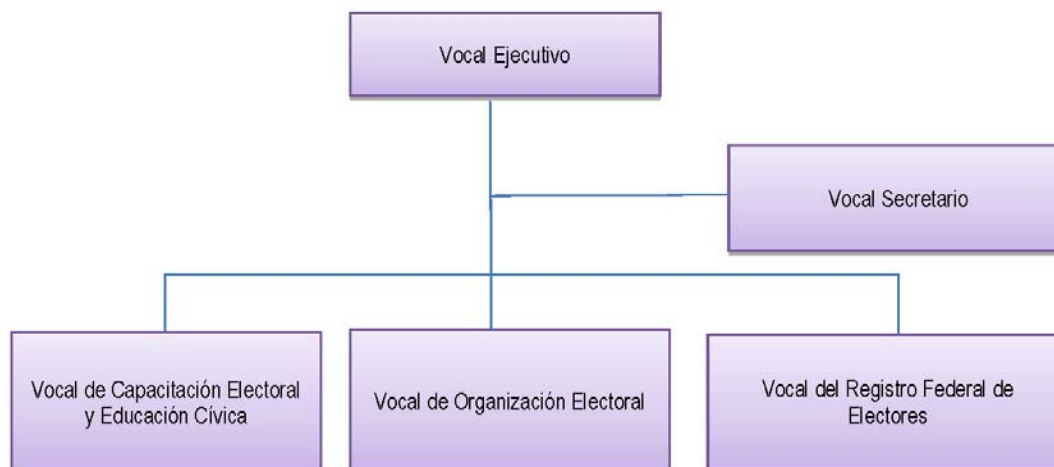 Vocal Ejecutivo
Vocal Secretario
Vocal de Capacitación Electoral
y Educación Cívica
Vocal de Organización Electoral
Vocal del Registro Federal de
Electores